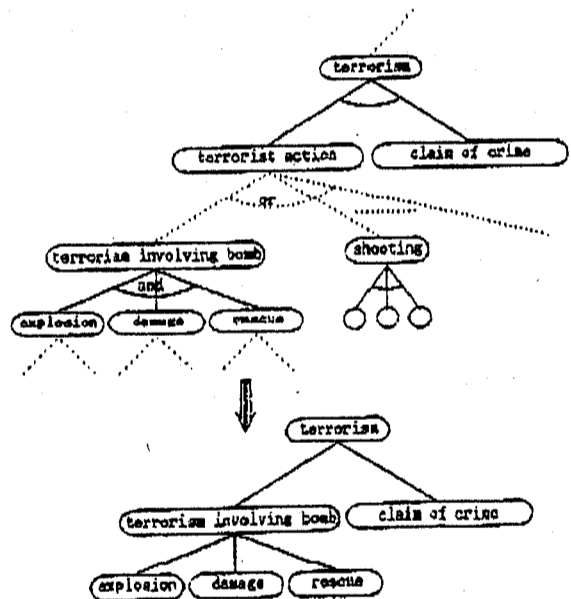 terrorism
terrorist action
claim of crime
or
terrorism involving bomb
shooting
and
explosion
damage
rescue
terrorism
terrorism involving bomb
claim of crime
explosion
damage
rescue